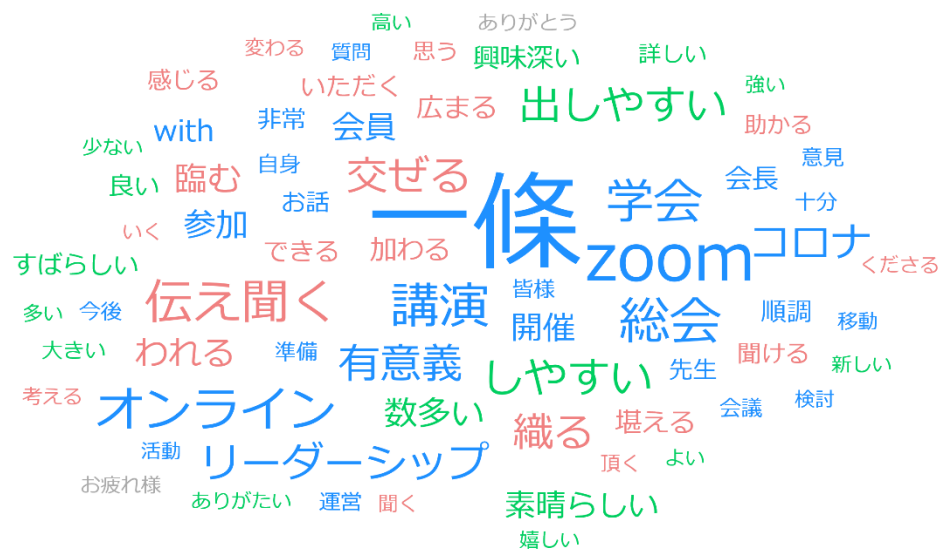 高い
ありがとう
変わる
質問
思う
興味深い
詳しい
感じる
いただく
強い
広まる
出しやすい
with
非常
会員
助かる
少ない
自身
意見
良い
臨む
交ぜる
一條
学会
会長
十分
お話
参加
いく
できる
加わる
zoom
コロナ
すばらしい
くださる
伝え聞く
講演
皆様
総会
順調
多い
今後
開催
移動
大きい
われる
準備
有意義
しやすい
先生
聞ける
新しい
考える
オンライン
数多い
織る
堪える
会議
検討
活動
リーダーシップ
頂く
よい
お疲れ様
ありがたい
運営
聞く
素晴らしい
嬉しい